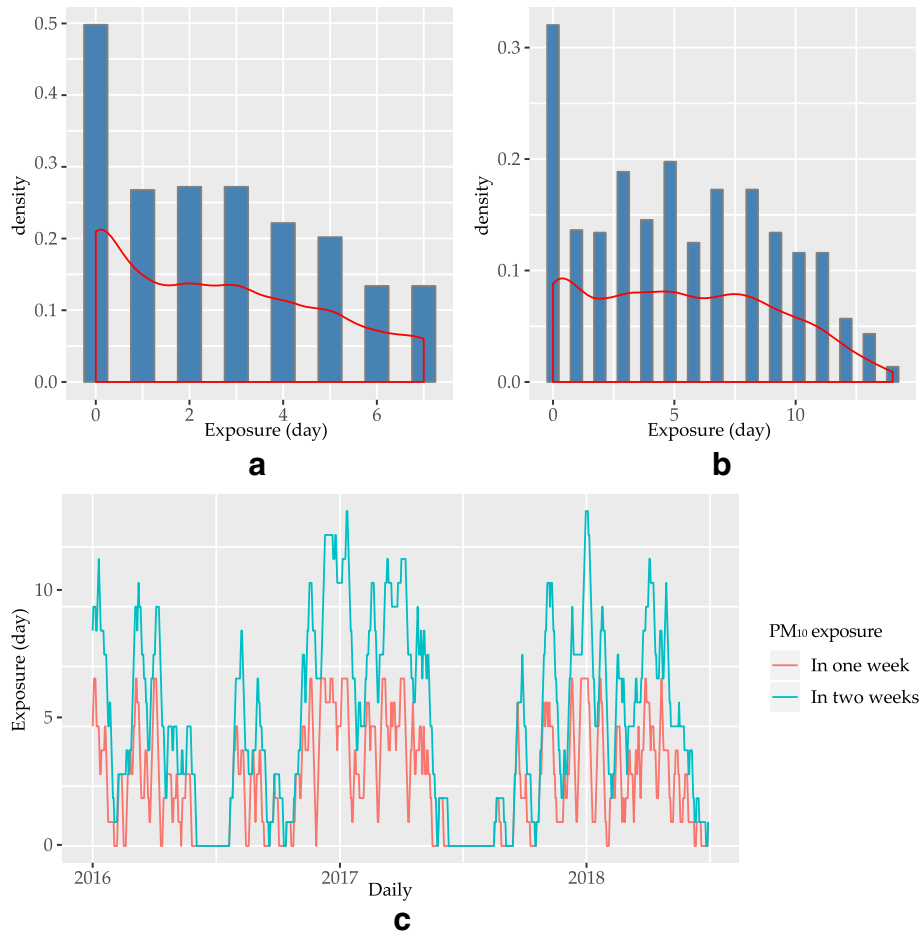 0.5
0.4
0.3
0.2
0.1
0.0
density
0 2 4 6
Exposure (day)
a
0.3
0.2
0.1
0.0
density
0 5 10
Exposure (day)
b
10
5
0
Exposure (day)
2016 2017 2018
Daily
c
PM₁₀ exposure
In one week
In two weeks